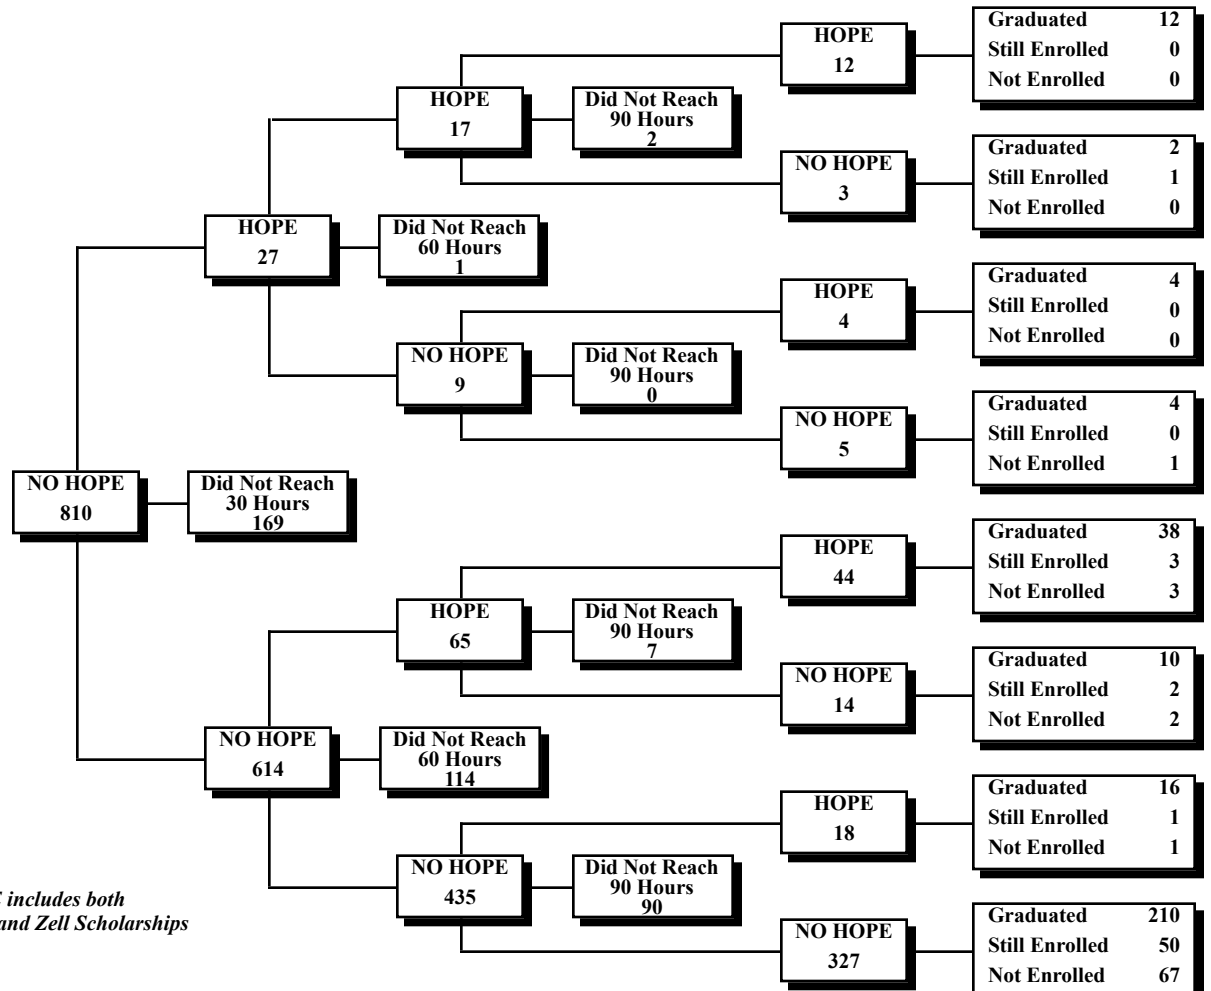 HOPE
12
Graduated 12
Still Enrolled 0
Not Enrolled 0
HOPE
17
Did Not Reach
90 Hours
2
NO HOPE
3
Graduated 2
Still Enrolled 1
Not Enrolled 0
HOPE
27
Did Not Reach
60 Hours
1
HOPE
4
Graduated 4
Still Enrolled 0
Not Enrolled 0
NO HOPE
9
Did Not Reach
90 Hours
0
NO HOPE
5
Graduated 4
Still Enrolled 0
Not Enrolled 1
NO HOPE
810
Did Not Reach
30 Hours
169
HOPE
44
Graduated 38
Still Enrolled 3
Not Enrolled 3
HOPE
65
Did Not Reach
90 Hours
7
NO HOPE
14
Graduated 10
Still Enrolled 2
Not Enrolled 2
NO HOPE
614
Did Not Reach
60 Hours
114
HOPE
18
Graduated 16
Still Enrolled 1
Not Enrolled 1
NO HOPE
435
Did Not Reach
90 Hours
90
includes both
and Zell Scholarships
NO HOPE
327
Graduated 210
Still Enrolled 50
Not Enrolled 67